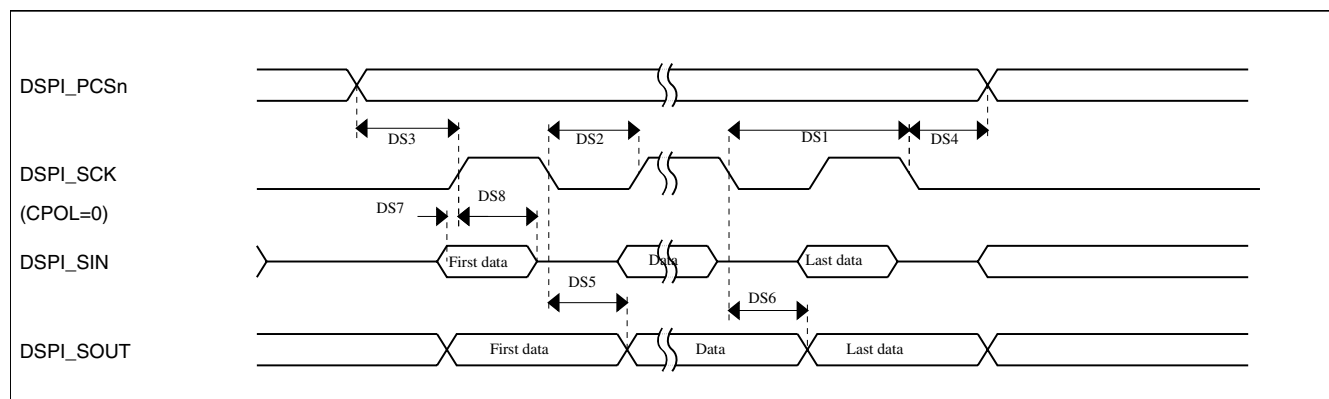 DSPI_PCSn
DS3
DS2
DS1
DS4
DSPI_SCK
(CPOL=0)
DS7
DS8
DSPI_SIN
First data
Data
Last data
DS5
DS6
DSPI_SOUT
First data
Data
Last data